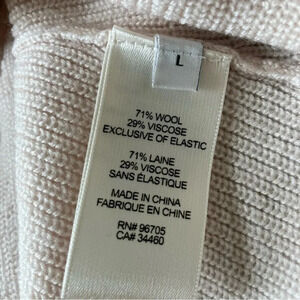 L
71% WOOL
29% VISCOSE
EXCLUSIVE OF ELASTIC
71% LAINE
29% VISCOSE
SANS ÉLASTIQUE
MADE IN CHINA
FABRIQUE EN CHINE
RN# 96705
CA# 34460